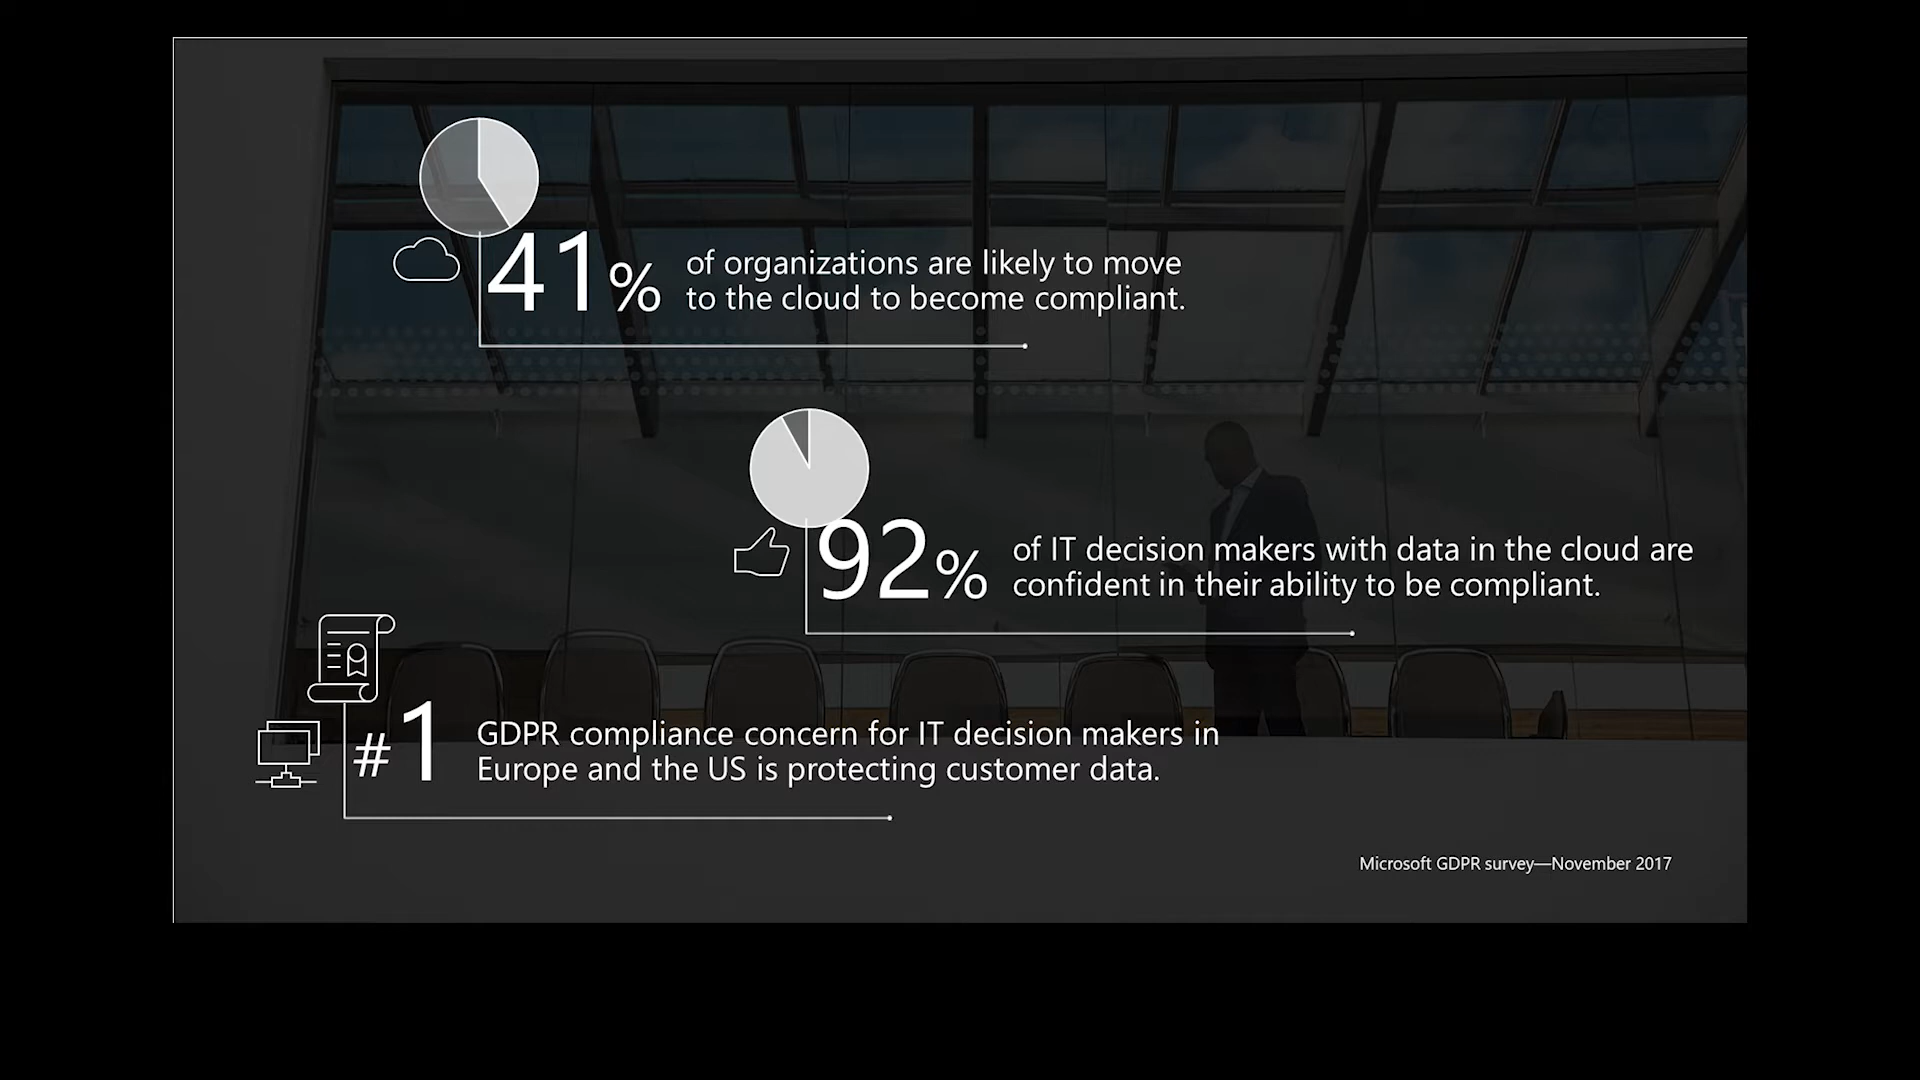 41%
of organizations are likely to move
to the cloud to become compliant.
92%
of IT decision makers with data in the cloud are
confident in their ability to be compliant.
#1
GDPR compliance concern for IT decision makers in
Europe and the US is protecting customer data.
Microsoft GDPR survey—November 2017